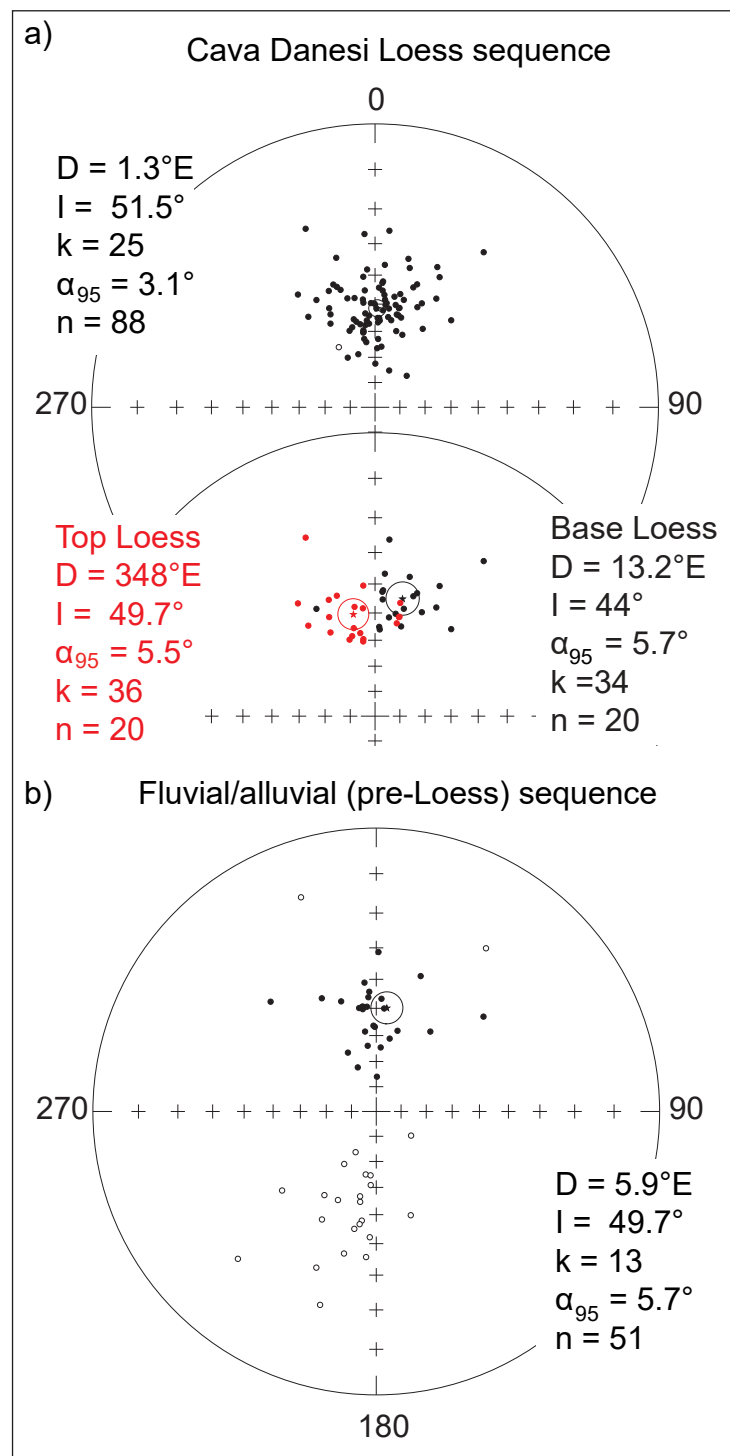 a)
Cava Danesi Loess sequence
0
D = 1.3°E
I = 51.5°
k = 25
α95 = 3.1°
n = 88
270
90
Top Loess
D = 348°E
I = 49.7°
α95 = 5.5°
k = 36
n = 20
Base Loess
D = 13.2°E
I = 44°
α95 = 5.7°
k =34
n = 20
b)
Fluvial/alluvial (pre-Loess) sequence
270
90
D = 5.9°E
I = 49.7°
k = 13
α95 = 5.7°
n = 51
180